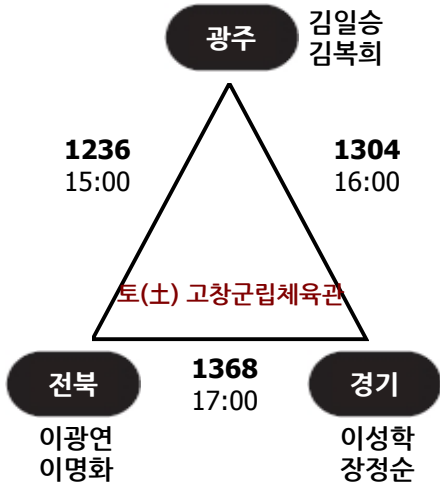 광주
김일승
김복희
1236
15:00
1304
16:00
토(土) 고창군립체육관
전북
1368
17:00
경기
이광연
이명화
이성학
장정순